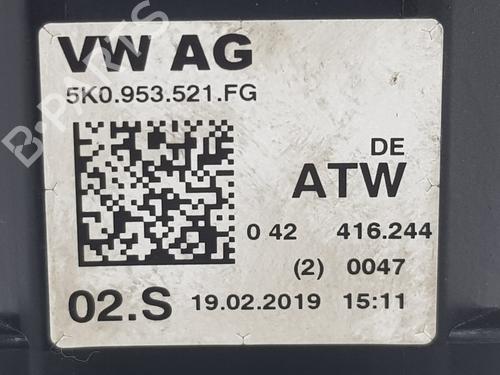 VW AG
5K0.953.521.FG
DE
ATW
0 42 416.244
(2) 0047
02.S 19.02.2019 15:11
B-PARTS